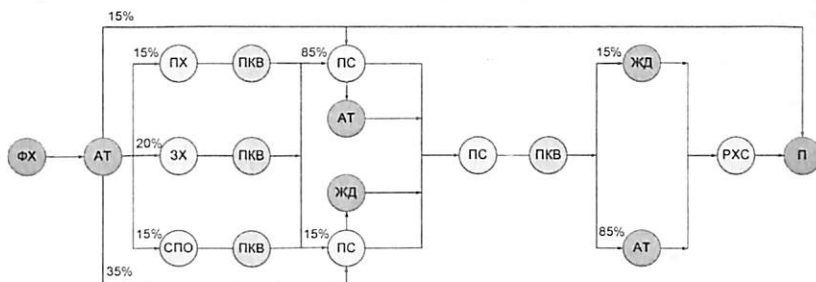 15%
15% ПХ ПКВ 85% ПС 15% ЖД
АТ
ФХ АТ 20% ЗХ ПКВ ПС ПКВ РХС П
ЖД
15% СПО ПКВ 15% ПС 85% АТ
35%